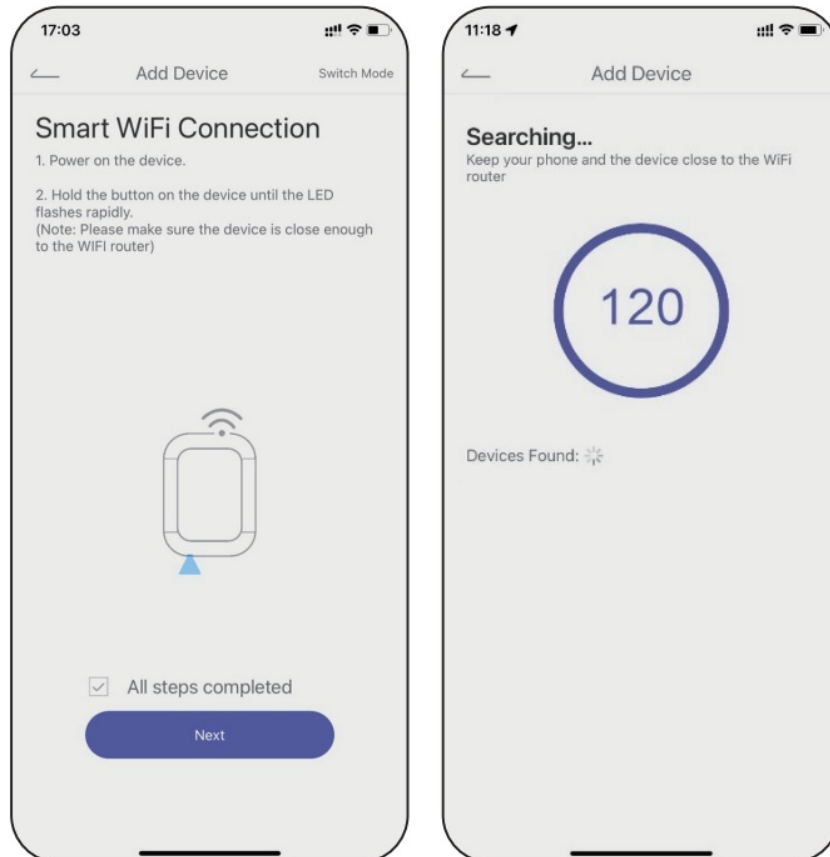 17:03
Add Device
Switch Mode
Smart WiFi Connection
1. Power on the device.
2. Hold the button on the device until the LED
flashes rapidly.
(Note: Please make sure the device is close enough
to the WIFI router)
All steps completed
Next
11:18
Add Device
Searching...
Keep your phone and the device close to the WiFi
router
120
Devices Found: